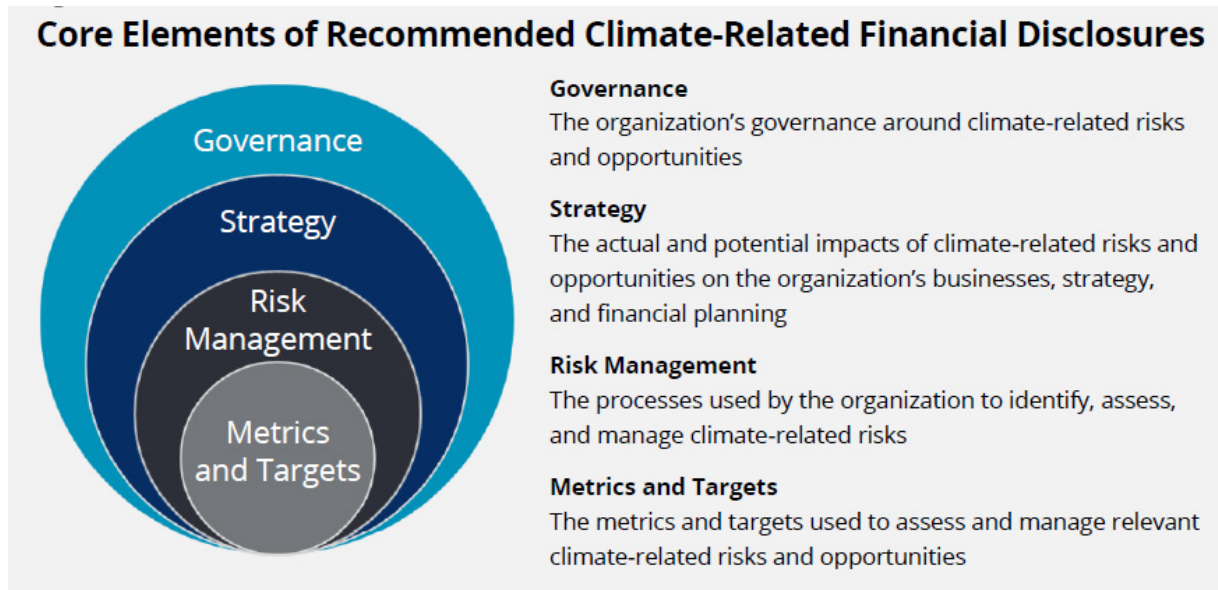 Core Elements of Recommended Climate-Related Financial Disclosures
Governance
Strategy
Risk
Management
Metrics
and Targets
Governance
The organization's governance around climate-related risks
and opportunities
Strategy
The actual and potential impacts of climate-related risks and
opportunities on the organization's businesses, strategy,
and financial planning
Risk Management
The processes used by the organization to identify, assess,
and manage climate-related risks
Metrics and Targets
The metrics and targets used to assess and manage relevant
climate-related risks and opportunities